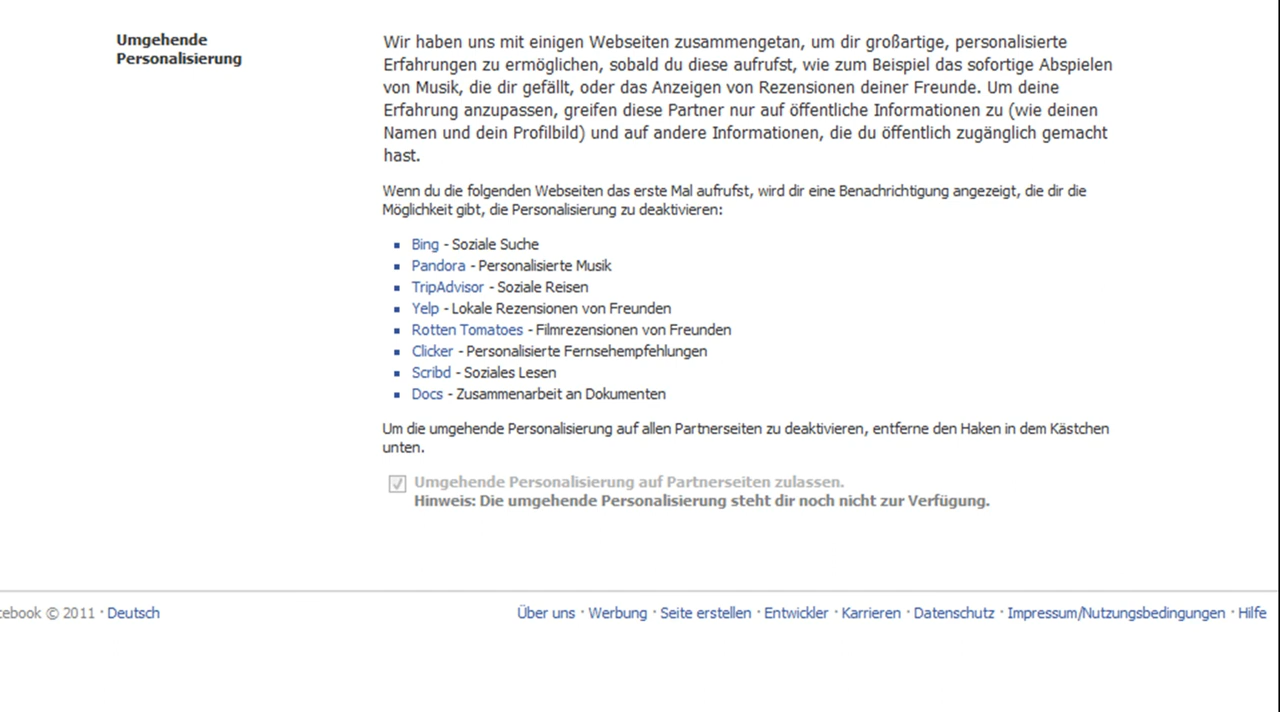 Umgehende
Personalisierung
Wir haben uns mit einigen Webseiten zusammengetan, um dir großartige, personalisierte
Erfahrungen zu ermöglichen, sobald du diese aufrufst, wie zum Beispiel das sofortige Abspielen
von Musik, die dir gefällt, oder das Anzeigen von Rezensionen deiner Freunde. Um deine
Erfahrung anzupassen, greifen diese Partner nur auf öffentliche Informationen zu (wie deinen
Namen und dein Profilbild) und auf andere Informationen, die du öffentlich zugänglich gemacht
hast.
Wenn du die folgenden Webseiten das erste Mal aufrufst, wird dir eine Benachrichtigung angezeigt, die dir die
Möglichkeit gibt, die Personalisierung zu deaktivieren:
Bing - Soziale Suche
Pandora - Personalisierte Musik
TripAdvisor - Soziale Reisen
Yelp - Lokale Rezensionen von Freunden
Rotten Tomatoes - Filmrezensionen von Freunden
Clicker - Personalisierte Fernsehempfehlungen
Scribd - Soziales Lesen
Docs - Zusammenarbeit an Dokumenten
Um die umgehende Personalisierung auf allen Partnerseiten zu deaktivieren, entferne den Haken in dem Kästchen
unten.
Umgehende Personalisierung auf Partnerseiten zulassen.
Hinweis: Die umgehende Personalisierung steht dir noch nicht zur Verfügung.
cebook © 2011 · Deutsch
Über uns · Werbung · Seite erstellen · Entwickler · Karrieren · Datenschutz · Impressum/Nutzungsbedingungen · Hilfe